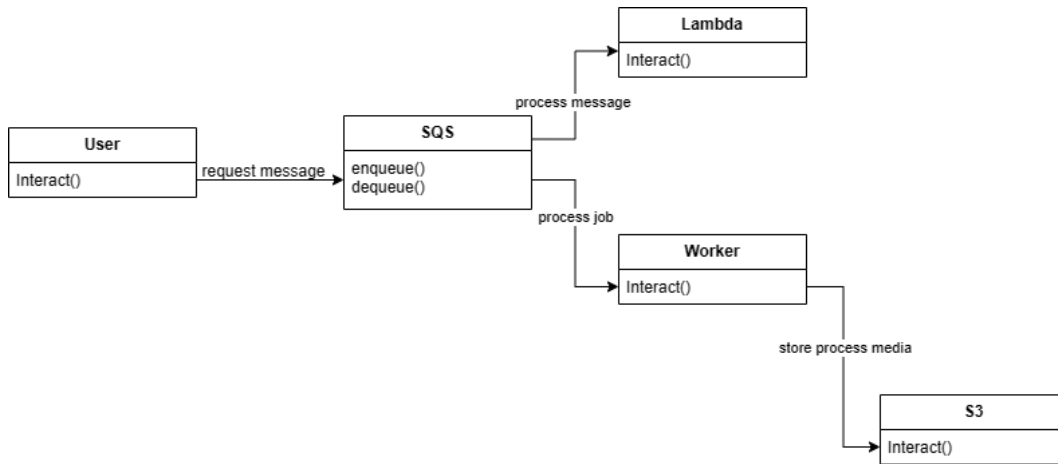 User
Interact()
request message
SQS
enqueue()
dequeue()
process message
Lambda
Interact()
process job
Worker
Interact()
store process media
S3
Interact()